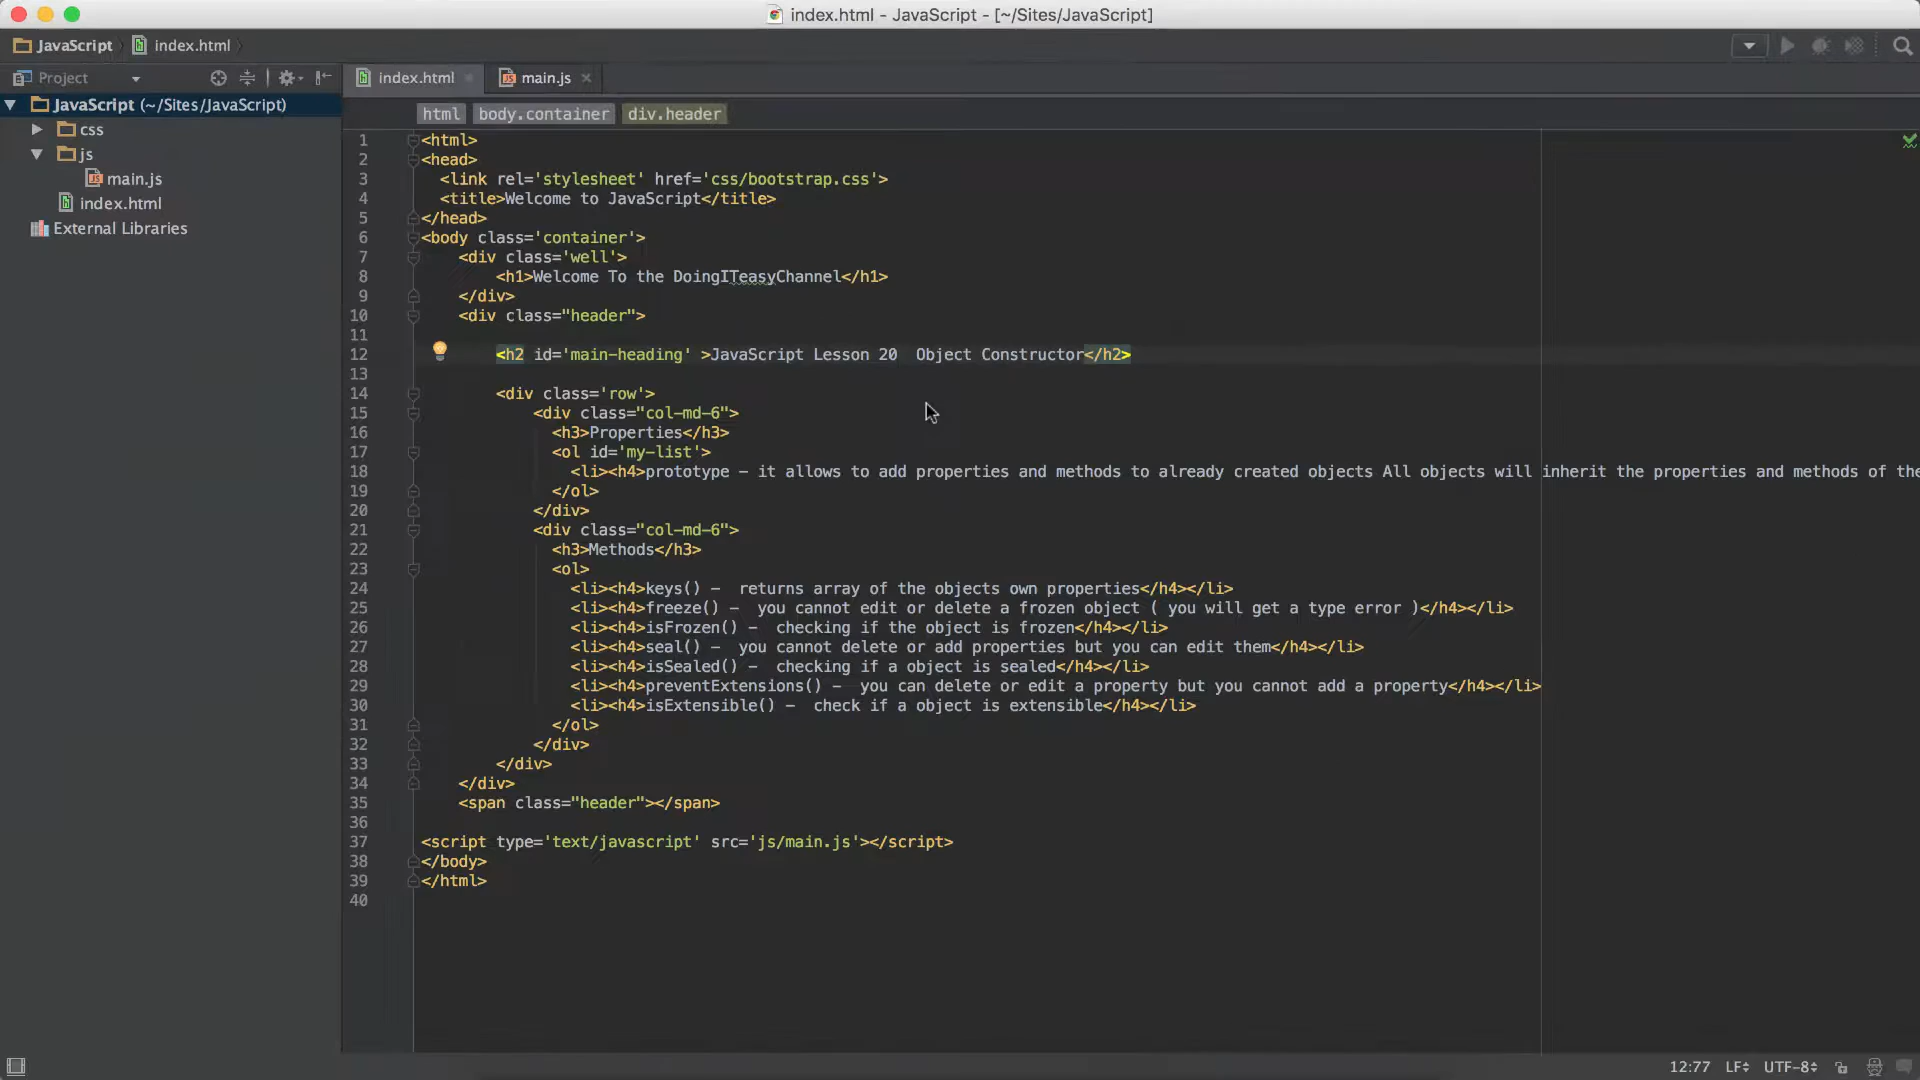 index.html - JavaScript - [~/Sites/JavaScript]
JavaScript index.html
Project
index.html main.js
JavaScript (~/Sites/JavaScript)
css
js
main.js
index.html
External Libraries
html body.container div.header
1 <html>
2 <head>
3 <link rel='stylesheet' href='css/bootstrap.css'>
4 <title>Welcome to JavaScript</title>
5 </head>
6 <body class='container'>
7 <div class='well'>
8 <h1>Welcome To the DoingITeasyChannel</h1>
9 </div>
10 <div class="header">
11
12 <h2 id='main-heading' >JavaScript Lesson 20  Object Constructor</h2>
13
14 <div class='row'>
15 <div class="col-md-6">
16 <h3>Properties</h3>
17 <ol id='my-list'>
18 <li><h4>prototype - it allows to add properties and methods to already created objects All objects will inherit the properties and methods of the
19 </ol>
20 </div>
21 <div class="col-md-6">
22 <h3>Methods</h3>
23 <ol>
24 <li><h4>keys() -  returns array of the objects own properties</h4></li>
25 <li><h4>freeze() -  you cannot edit or delete a frozen object ( you will get a type error )</h4></li>
26 <li><h4>isFrozen() -  checking if the object is frozen</h4></li>
27 <li><h4>seal() -  you cannot delete or add properties but you can edit them</h4></li>
28 <li><h4>isSealed() -  checking if a object is sealed</h4></li>
29 <li><h4>preventExtensions() -  you can delete or edit a property but you cannot add a property</h4></li>
30 <li><h4>isExtensible() -  check if a object is extensible</h4></li>
31 </ol>
32 </div>
33 </div>
34 </div>
35 <span class="header"></span>
36
37 <script type='text/javascript' src='js/main.js'></script>
38 </body>
39 </html>
40
12:77 LF UTF-8